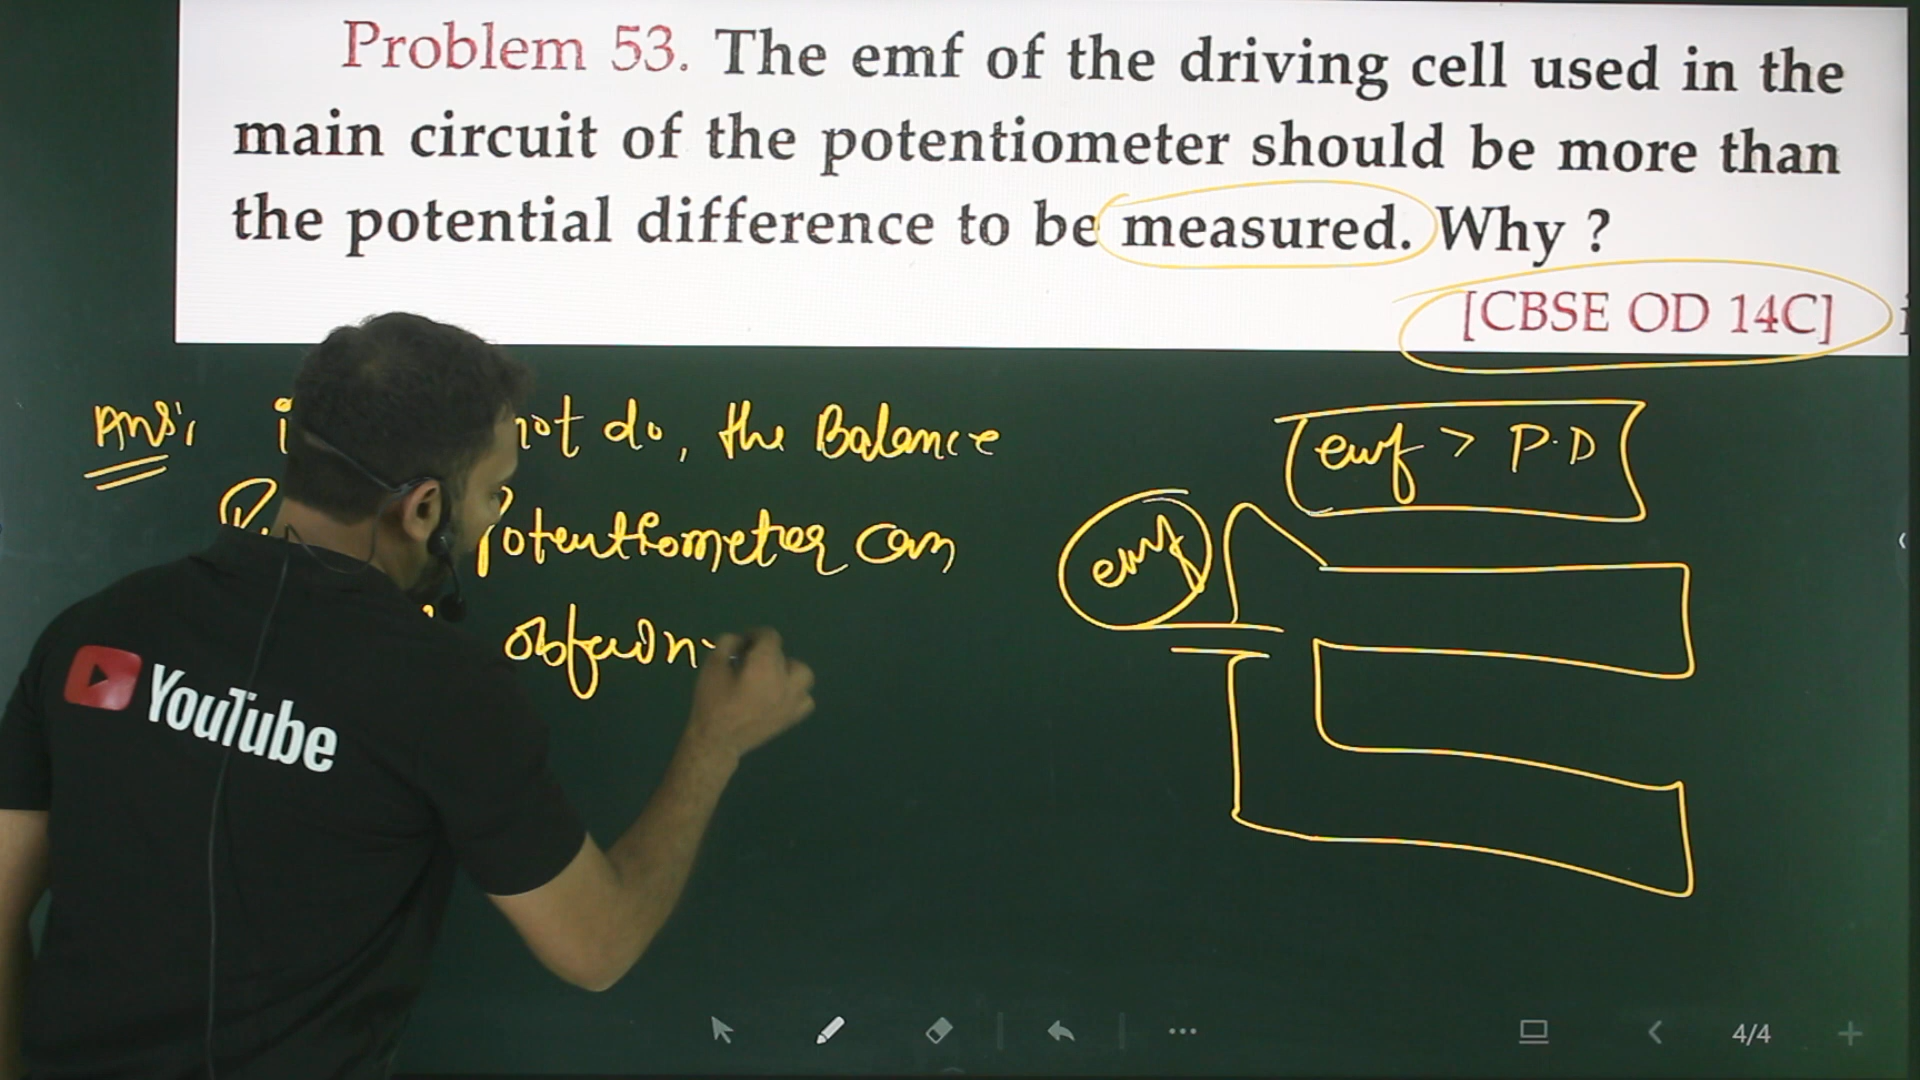 Problem 53. The emf of the driving cell used in the
main circuit of the potentiometer should be more than
the potential difference to be measured. Why ?
[CBSE OD 14C]
Ans: not do, the Balance
Potentiometer can
emf > P.D
emf
YouTube
4/4